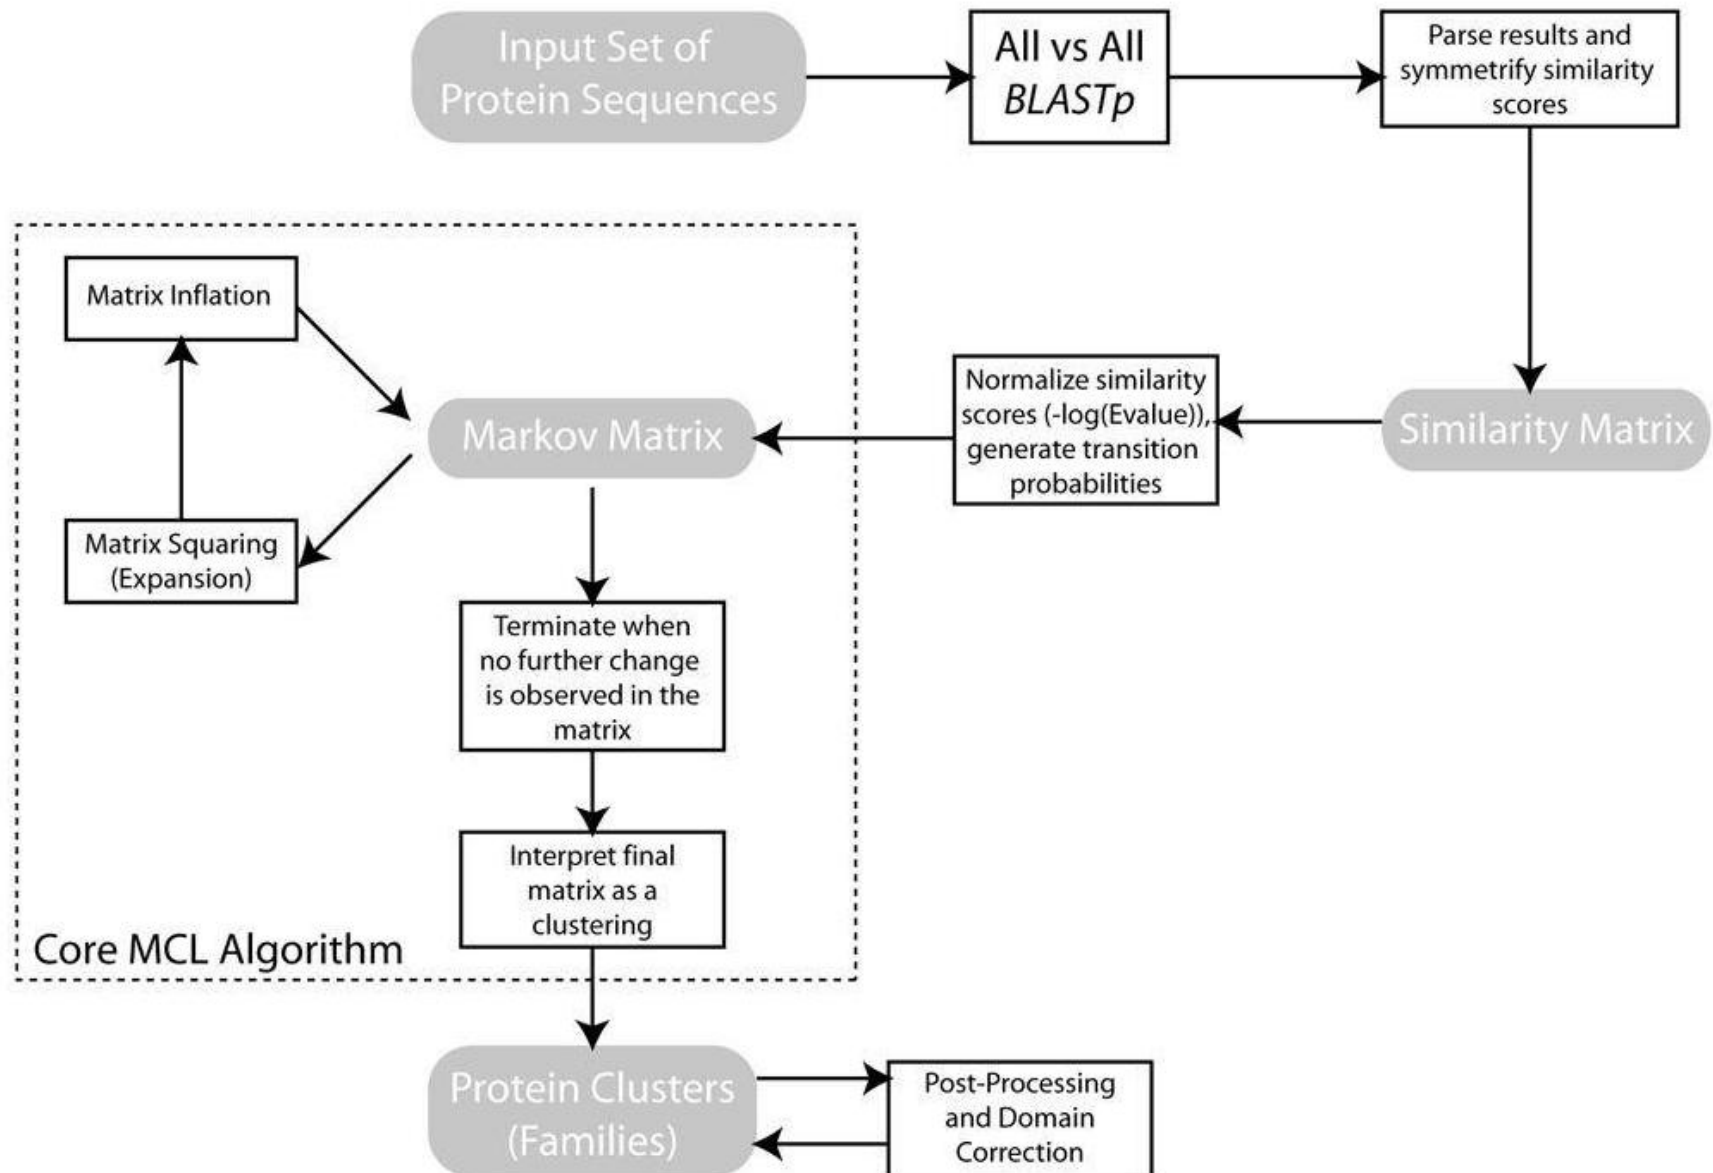 Input Set of
Protein Sequences
All vs All
BLASTp
Parse results and
symmetrify similarity
scores
Matrix Inflation
Normalize similarity
scores (-log(Evalue)),
generate transition
probabilities
Markov Matrix
Similarity Matrix
Matrix Squaring
(Expansion)
Terminate when
no further change
is observed in the
matrix
Interpret final
matrix as a
clustering
Core MCL Algorithm
Protein Clusters
(Families)
Post-Processing
and Domain
Correction